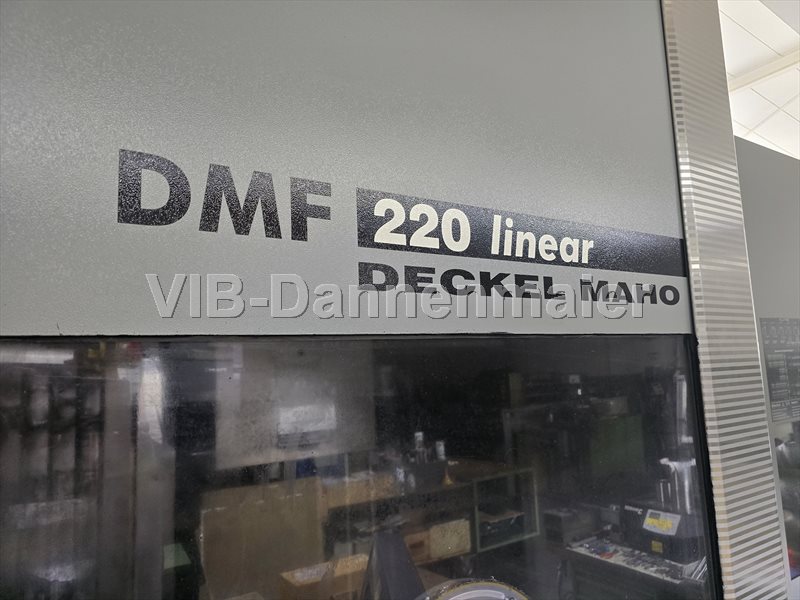 DMF 220 linear
DECKEL MAHO
VIB-Dannenmaier